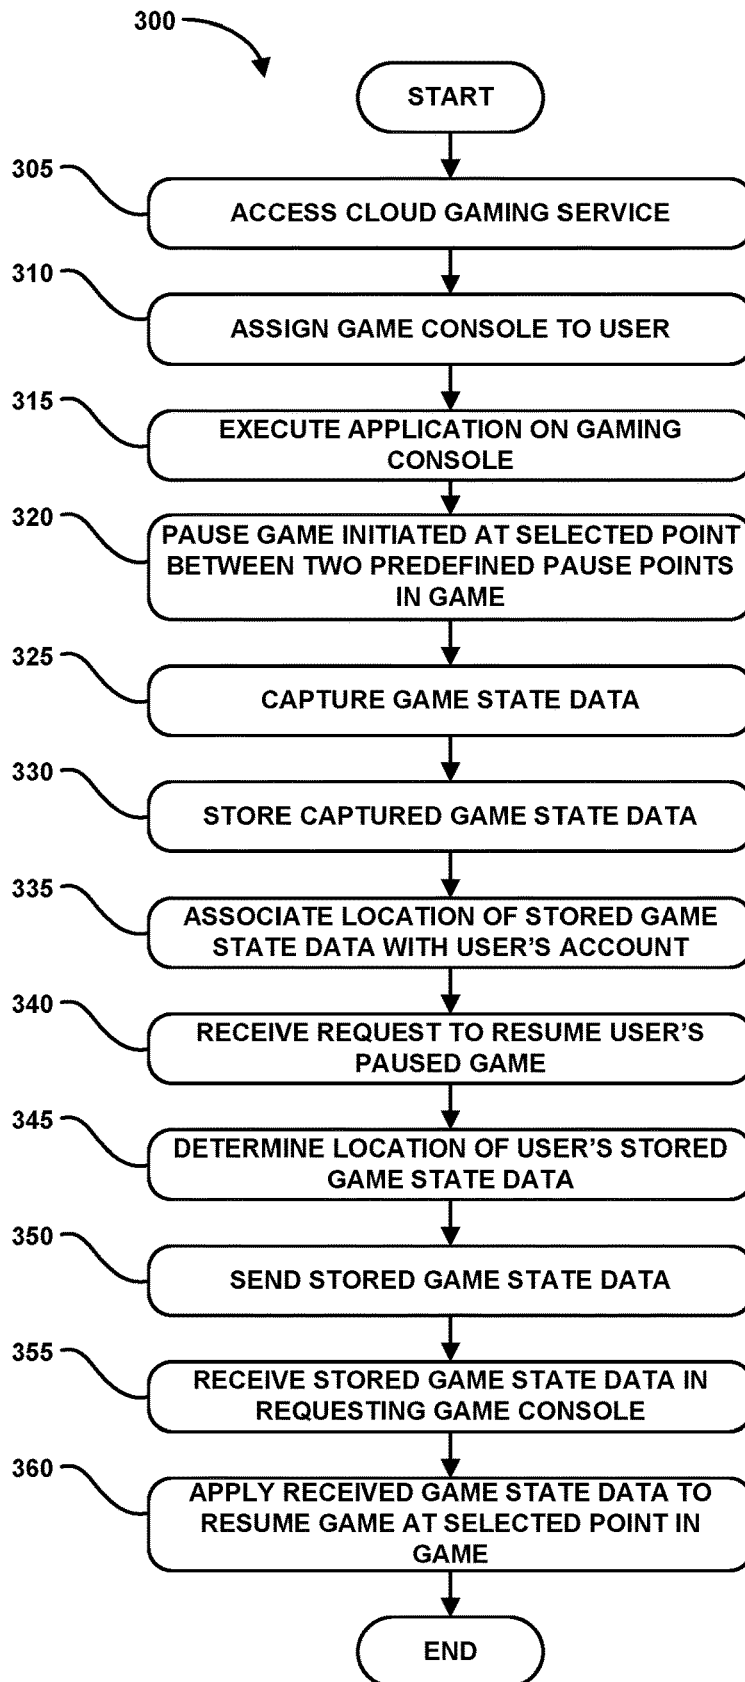 300
START
305
ACCESS CLOUD GAMING SERVICE
310
ASSIGN GAME CONSOLE TO USER
315
EXECUTE APPLICATION ON GAMING
CONSOLE
320
PAUSE GAME INITIATED AT SELECTED POINT
BETWEEN TWO PREDEFINED PAUSE POINTS
IN GAME
325
CAPTURE GAME STATE DATA
330
STORE CAPTURED GAME STATE DATA
335
ASSOCIATE LOCATION OF STORED GAME
STATE DATA WITH USER'S ACCOUNT
340
RECEIVE REQUEST TO RESUME USER'S
PAUSED GAME
345
DETERMINE LOCATION OF USER'S STORED
GAME STATE DATA
350
SEND STORED GAME STATE DATA
355
RECEIVE STORED GAME STATE DATA IN
REQUESTING GAME CONSOLE
360
APPLY RECEIVED GAME STATE DATA TO
RESUME GAME AT SELECTED POINT IN
GAME
END